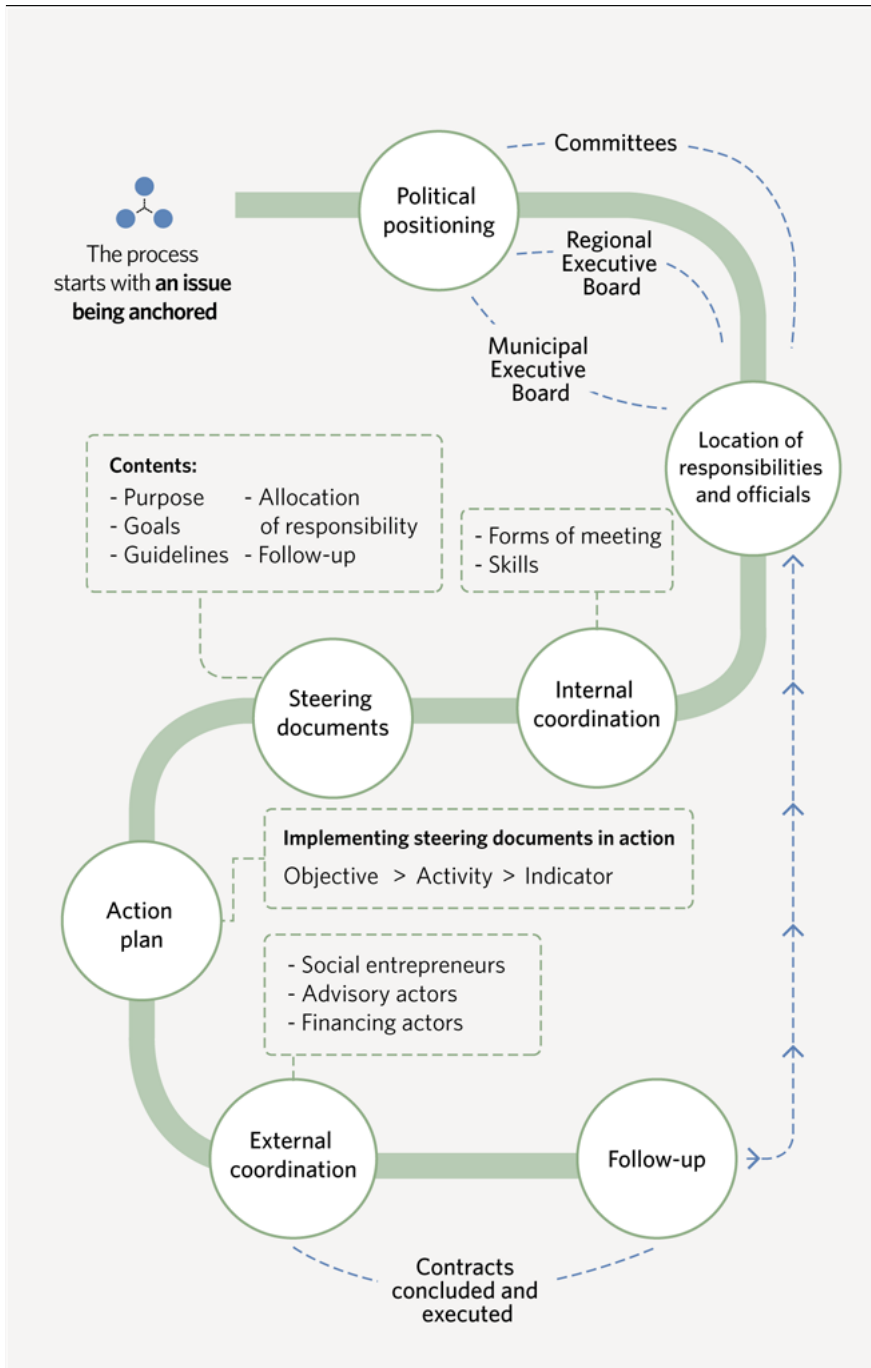 Political
positioning
Committees
Regional
Executive
Board
Municipal
Executive
Board
The process
starts with an issue
being anchored
Location of
responsibilities
and officials
Contents:
- Purpose
- Goals
- Guidelines
- Allocation
of responsibility
- Follow-up
- Forms of meeting
- Skills
Internal
coordination
Steering
documents
Implementing steering documents in action
Objective > Activity > Indicator
Action
plan
- Social entrepreneurs
- Advisory actors
- Financing actors
External
coordination
Follow-up
Contracts
concluded and
executed